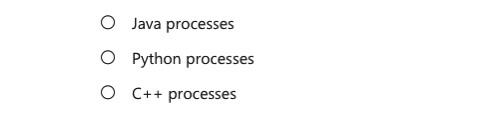 Java processes
Python processes
C++ processes